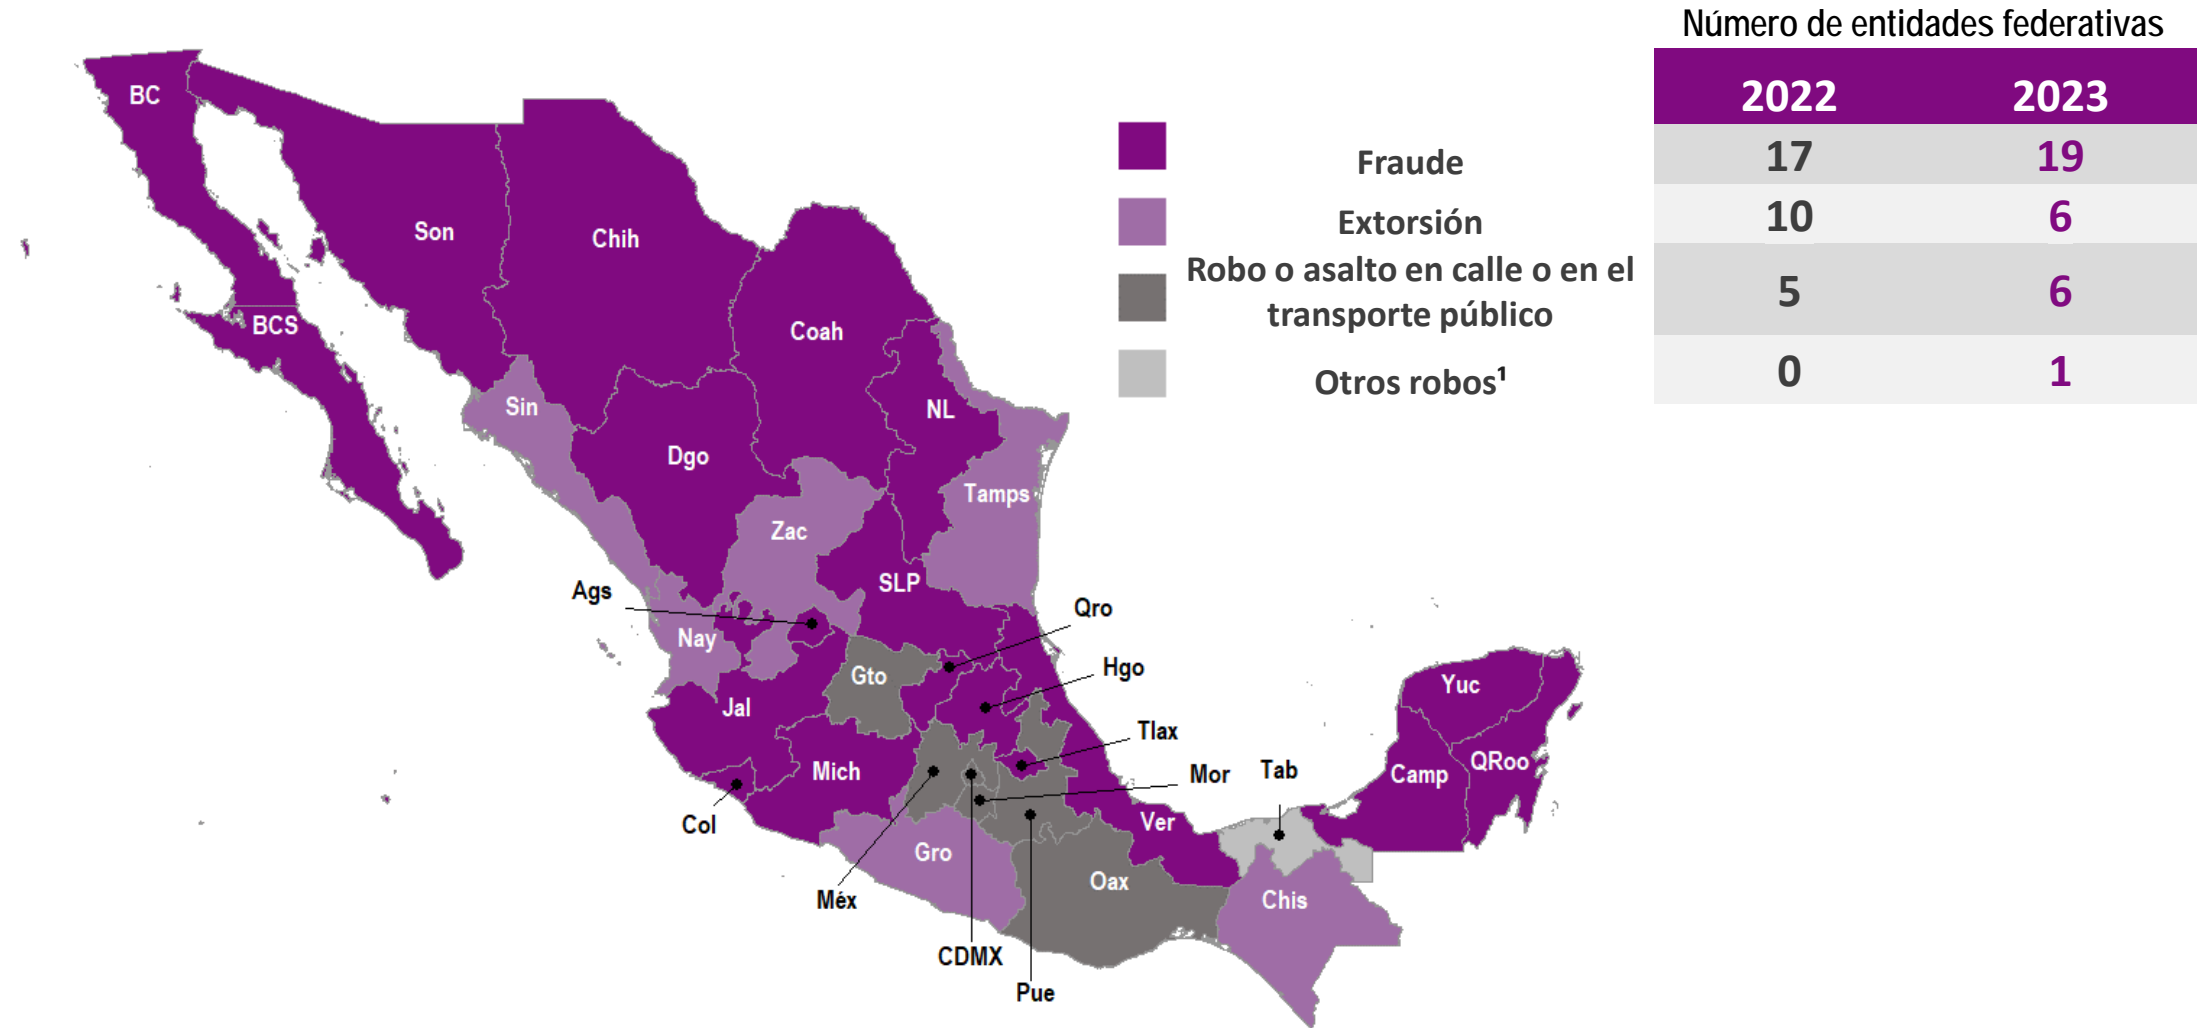 Número de entidades federativas
2022 2023
Fraude 17 19
Extorsión 10 6
Robo o asalto en calle o en el
transporte público 5 6
Otros robos¹ 0 1
BC
Son
Chih
Coah
BCS
Sin
NL
Dgo
Tamps
Zac
SLP
Ags
Qro
Nay
Hgo
Gto
Yuc
Jal
Tlax
QRoo
Mich
Mor
Tab
Camp
Col
Ver
Gro
Oax
Méx
Chis
CDMX
Pue